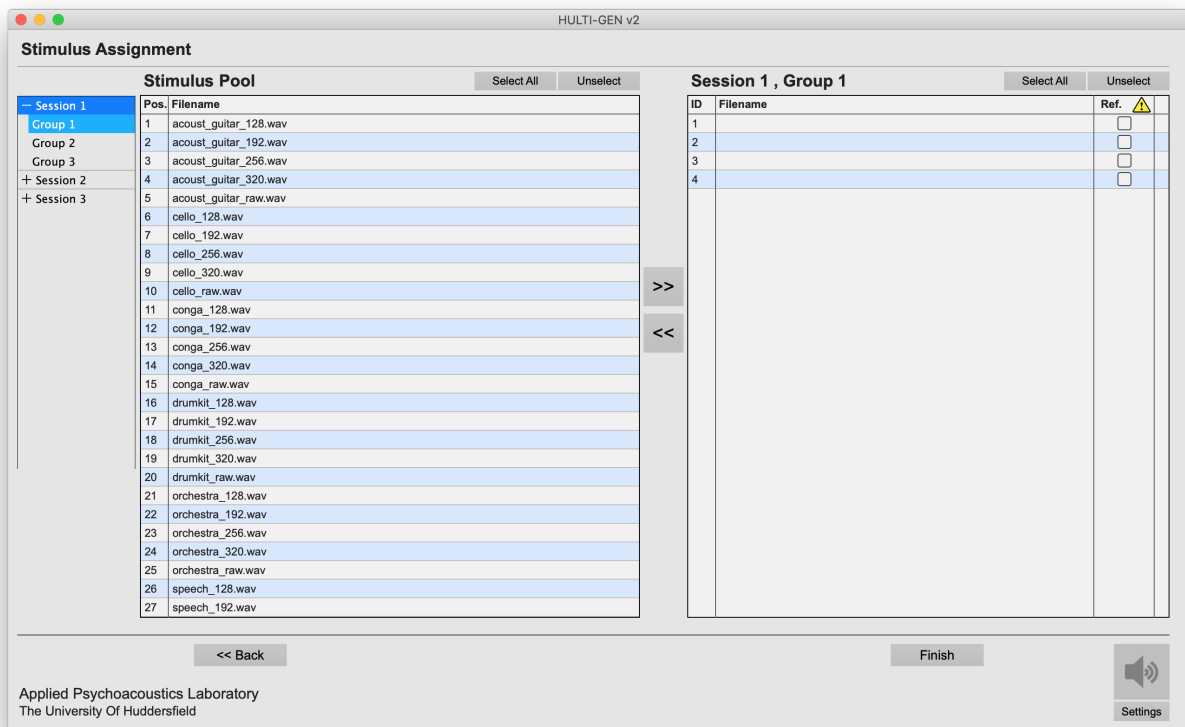 HULTI-GEN v2
Stimulus Assignment
Stimulus Pool
Select All
Unselect
Session 1 , Group 1
Select All
Unselect
− Session 1
Group 1
Group 2
Group 3
+ Session 2
+ Session 3
Pos. Filename
1 acoust_guitar_128.wav
2 acoust_guitar_192.wav
3 acoust_guitar_256.wav
4 acoust_guitar_320.wav
5 acoust_guitar_raw.wav
6 cello_128.wav
7 cello_192.wav
8 cello_256.wav
9 cello_320.wav
10 cello_raw.wav
11 conga_128.wav
12 conga_192.wav
13 conga_256.wav
14 conga_320.wav
15 conga_raw.wav
16 drumkit_128.wav
17 drumkit_192.wav
18 drumkit_256.wav
19 drumkit_320.wav
20 drumkit_raw.wav
21 orchestra_128.wav
22 orchestra_192.wav
23 orchestra_256.wav
24 orchestra_320.wav
25 orchestra_raw.wav
26 speech_128.wav
27 speech_192.wav
>>
<<
ID Filename Ref.
1
2
3
4
<< Back
Finish
Applied Psychoacoustics Laboratory
The University Of Huddersfield
Settings